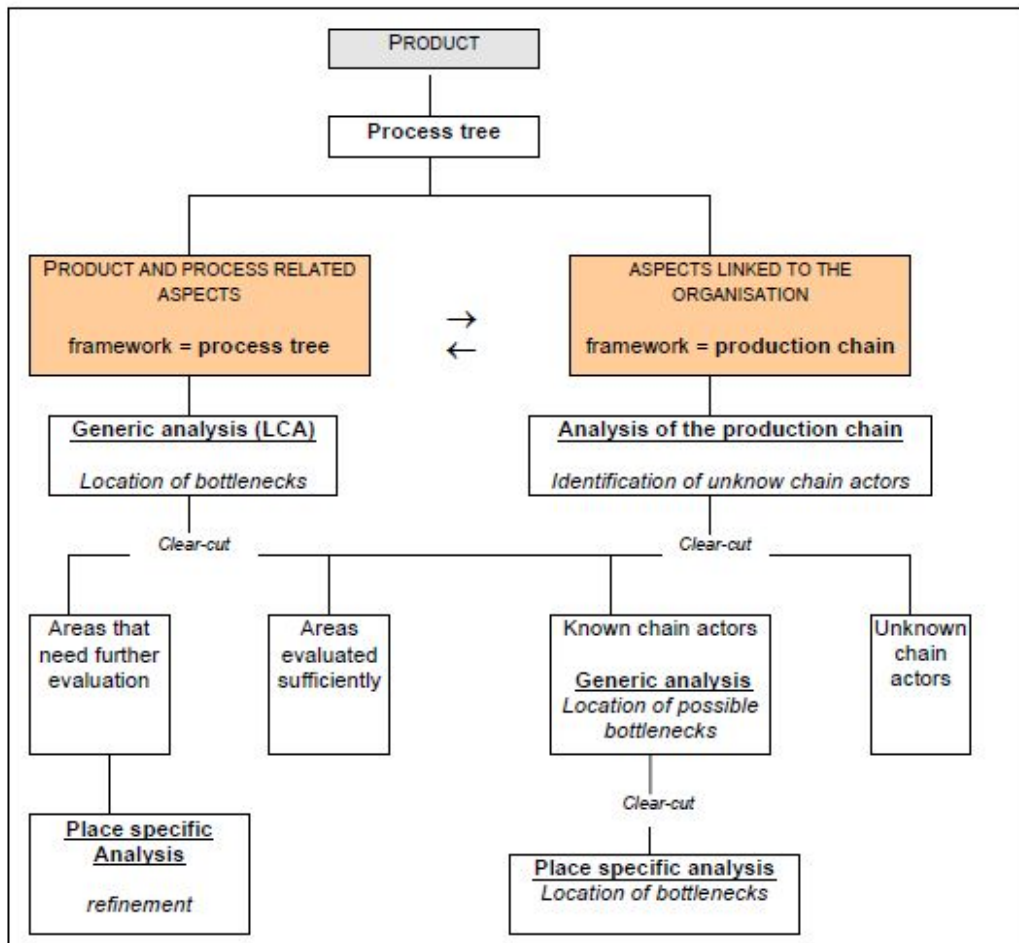 PRODUCT
Process tree
PRODUCT AND PROCESS RELATED
ASPECTS
framework = process tree
→
←
ASPECTS LINKED TO THE
ORGANISATION
framework = production chain
Generic analysis (LCA)
Location of bottlenecks
Analysis of the production chain
Identification of unknow chain actors
Clear-cut
Clear-cut
Areas that
need further
evaluation
Areas
evaluated
sufficiently
Known chain actors
Generic analysis
Location of possible
bottlenecks
Unknown
chain
actors
Clear-cut
Place specific
Analysis
refinement
Place specific analysis
Location of bottlenecks